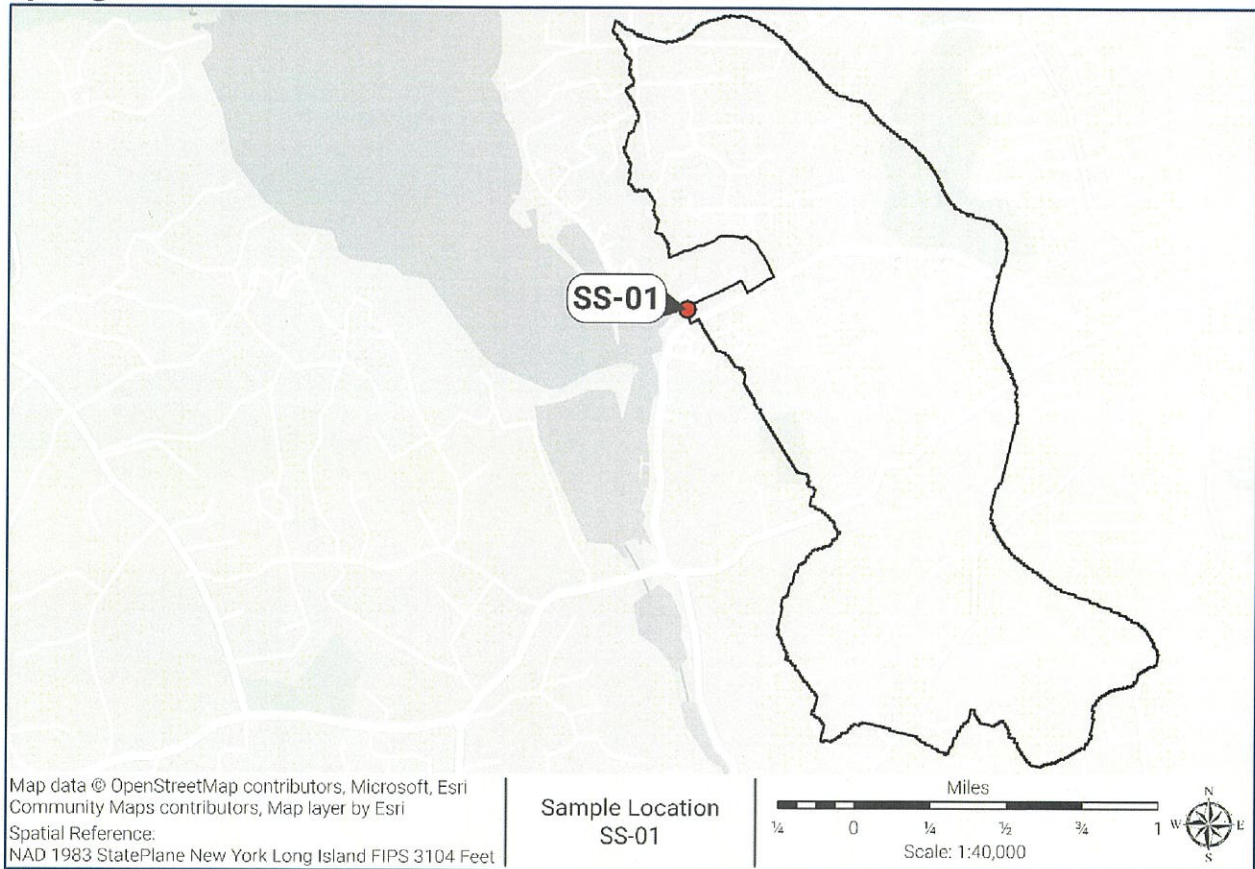 SS-01
Map data © OpenStreetMap contributors, Microsoft, Esri
Community Maps contributors, Map layer by Esri
Spatial Reference:
NAD 1983 StatePlane New York Long Island FIPS 3104 Feet
Sample Location
SS-01
Miles
¼ 0 ¼ ½ ¾ 1
Scale: 1:40,000
N
W E
S